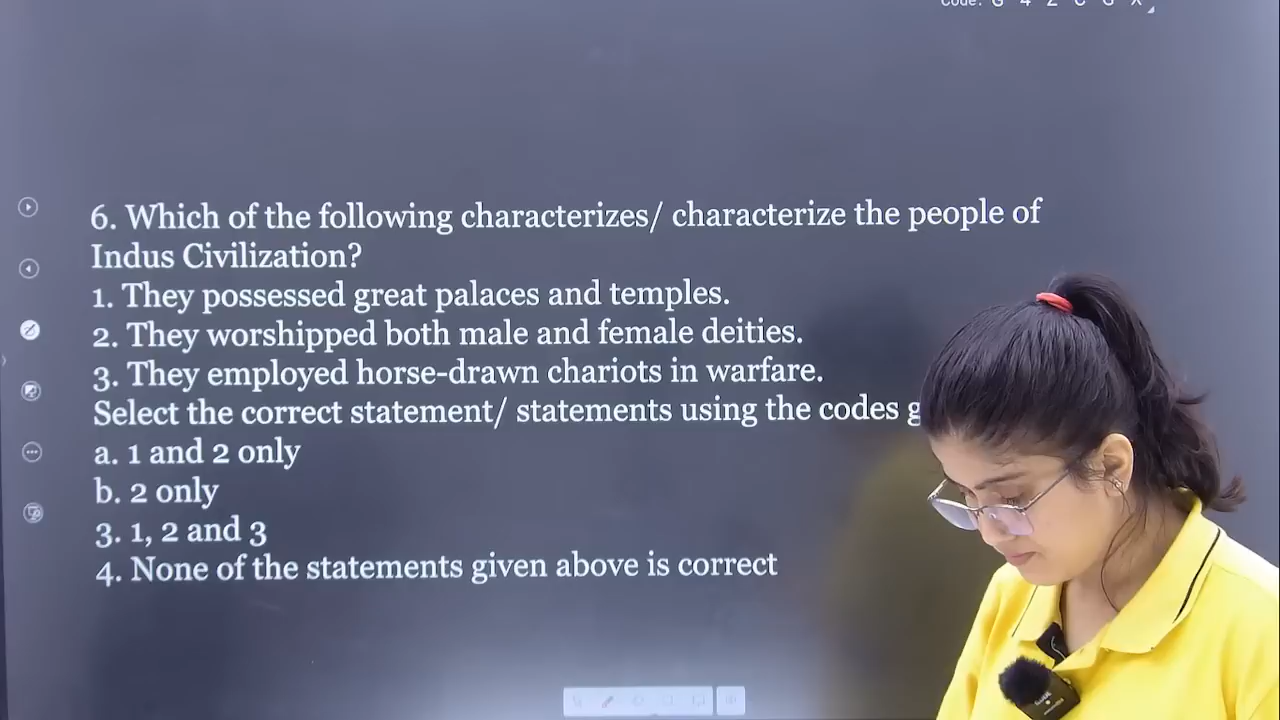 6. Which of the following characterizes/ characterize the people of
Indus Civilization?
1. They possessed great palaces and temples.
2. They worshipped both male and female deities.
3. They employed horse-drawn chariots in warfare.
Select the correct statement/ statements using the codes g
a. 1 and 2 only
b. 2 only
3. 1, 2 and 3
4. None of the statements given above is correct